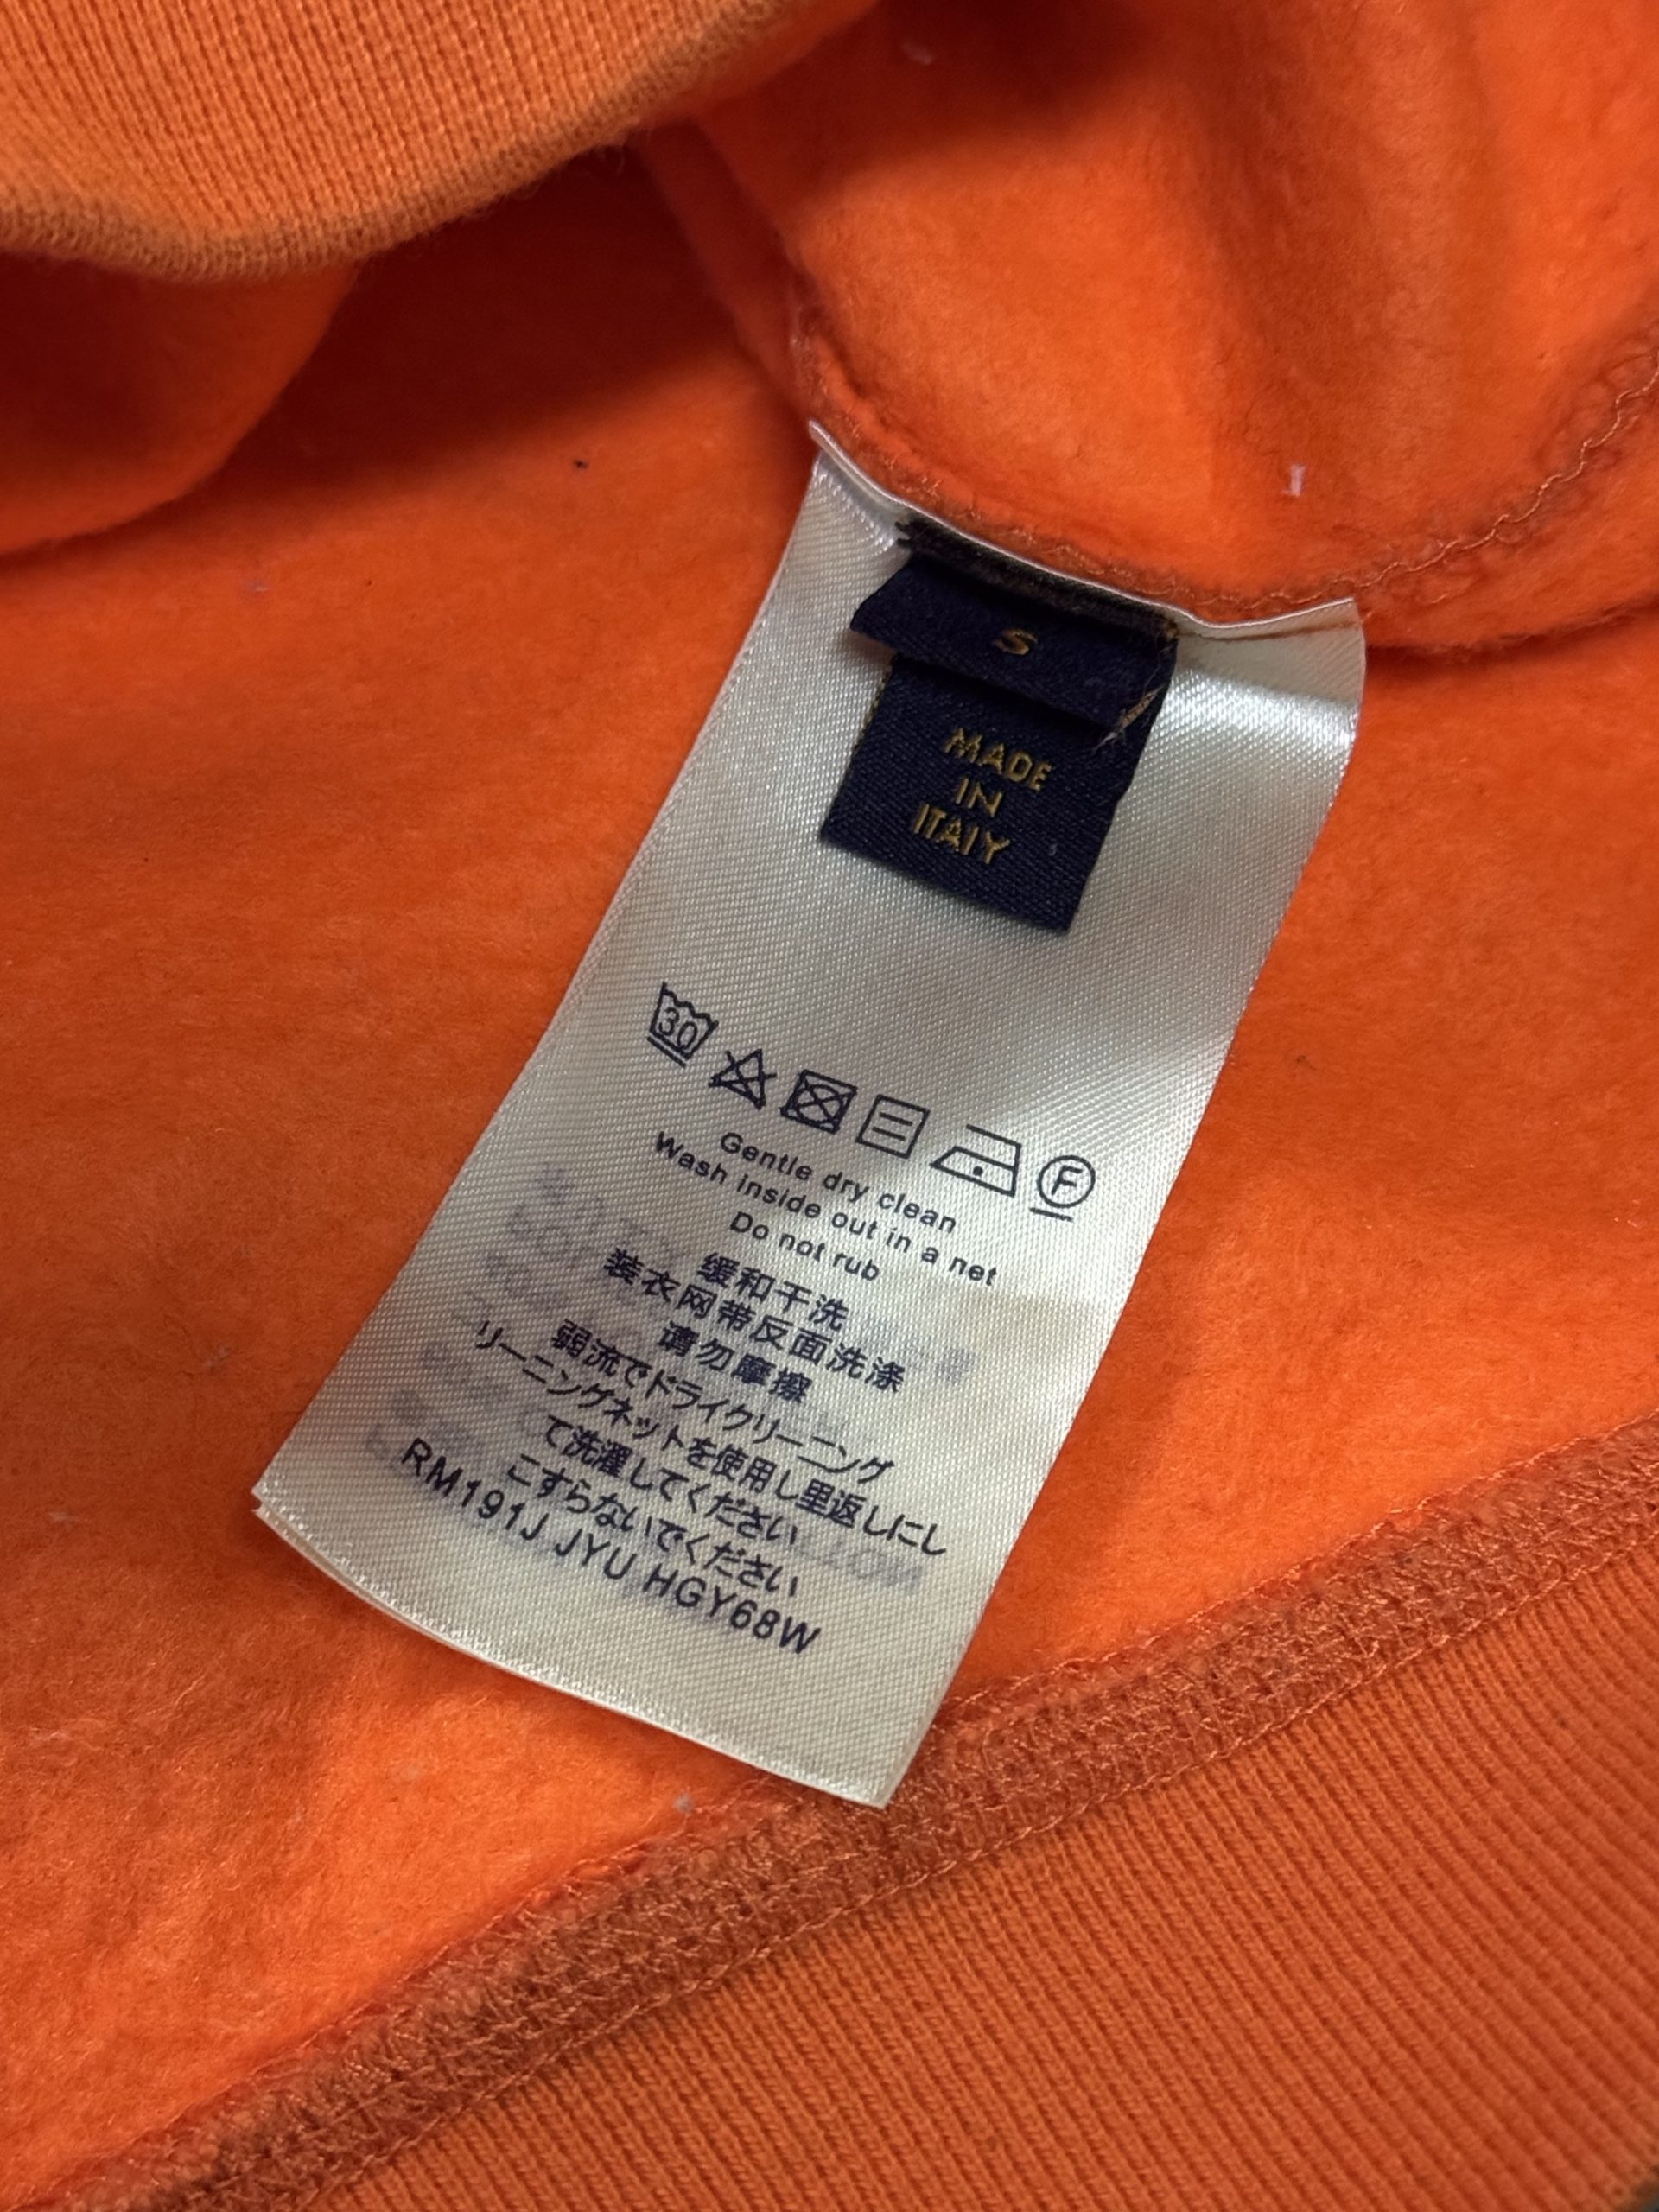 S
MADE
IN
ITALY
30
F
Gentle dry clean
Wash inside out in a net
Do not rub
缓和干洗
装衣网带反面洗涤
请勿摩擦
弱流でドライクリーニング
リーニングネットを使用し里返しにし
て洗濯してください
こすらないでください
RM191J JYU HGY68W